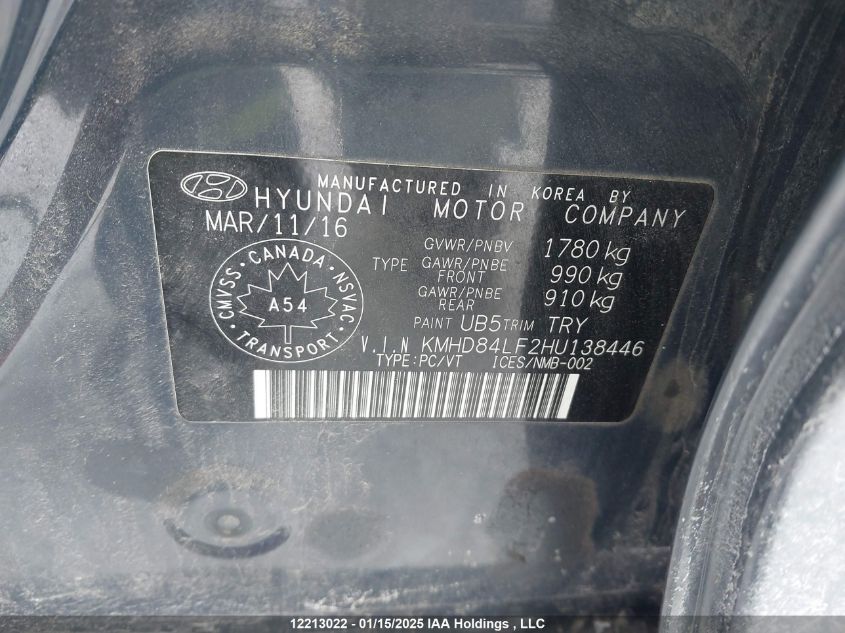 MANUFACTURED IN KOREA BY
HYUNDAI MOTOR COMPANY
MAR/11/16
GVWR/PNBV 1780 kg
TYPE GAWR/PNBE FRONT 990 kg
GAWR/PNBE REAR 910 kg
CANADA
CMVSS · NSVAC
A54
TRANSPORT
PAINT UB5 TRIM TRY
V.I.N KMHD84LF2HU138446
TYPE:PC/VT ICES/NMB-002
12213022 - 01/15/2025 IAA Holdings , LLC